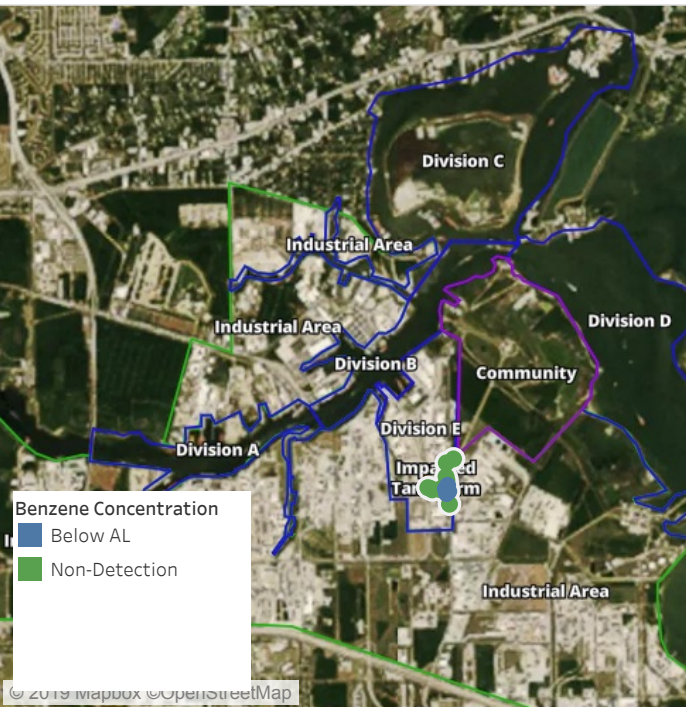 Division C
Industrial Area
Division D
Industrial Area
Division B
Community
Division E
Division A
Industrial Area
Benzene Concentration
Below AL
Non-Detection
© 2019 Mapbox ©OpenStreetMap